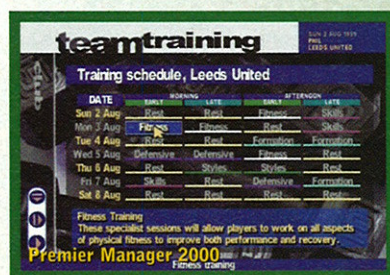 teamtraining
SUN 2 AUG 1999
PHIL
LEEDS UNITED
club
Training schedule, Leeds United
DATE MORNING AFTERNOON
EARLY LATE EARLY LATE
Sun 2 Aug Rest Rest Fitness Skills
Mon 3 Aug Fitness Fitness Rest Skills
Tue 4 Aug Rest Rest Formation Formation
Wed 5 Aug Defensive Defensive Fitness Rest
Thu 6 Aug Rest Styles Styles Rest
Fri 7 Aug Skills Rest Defensive Formation
Sat 8 Aug Rest Rest Rest Rest
Fitness Training
These specialist sessions will allow players to work on all aspects
of physical fitness to improve both performance and recovery.
Premier Manager 2000
Fitness training